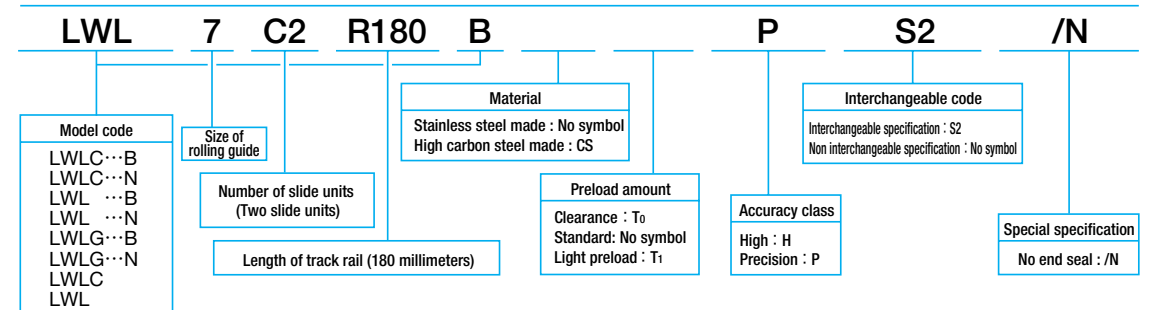 LWL 7 C2 R180 B P S2 /N
Model code
LWLC…B
LWLC…N
LWL …B
LWL …N
LWLG…B
LWLG…N
LWLC
LWL
Size of
rolling guide
Number of slide units
(Two slide units)
Length of track rail (180 millimeters)
Material
Stainless steel made : No symbol
High carbon steel made : CS
Preload amount
Clearance : T0
Standard: No symbol
Light preload : T1
Accuracy class
High : H
Precision : P
Interchangeable code
Interchangeable specification : S2
Non interchangeable specification : No symbol
Special specification
No end seal : /N